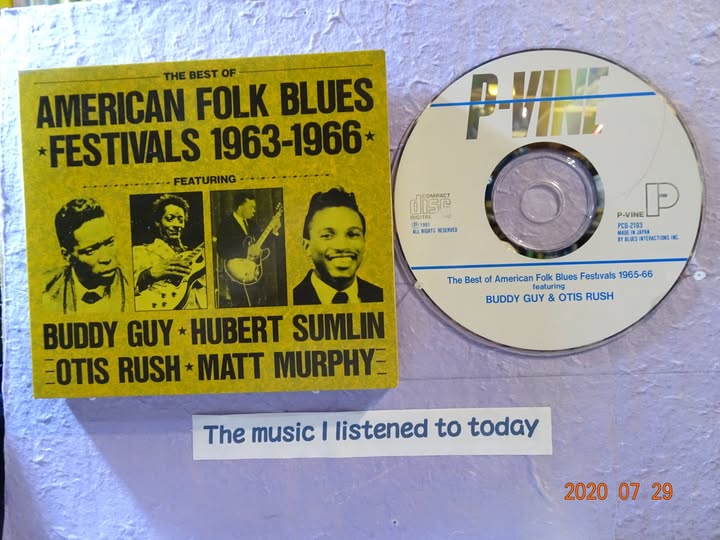 THE BEST OF
AMERICAN FOLK BLUES
★FESTIVALS 1963-1966★
FEATURING
BUDDY GUY ★ HUBERT SUMLIN
OTIS RUSH ★ MATT MURPHY
P-VINE
COMPACT
disc
DIGITAL
Ⓟ 1991
ALL RIGHTS RESERVED
P-VINE
PCD-2193
MADE IN JAPAN
BY BLUES INTERACTIONS INC.
The Best of American Folk Blues Festivals 1965-66
featuring
BUDDY GUY & OTIS RUSH
The music I listened to today
2020 07 29